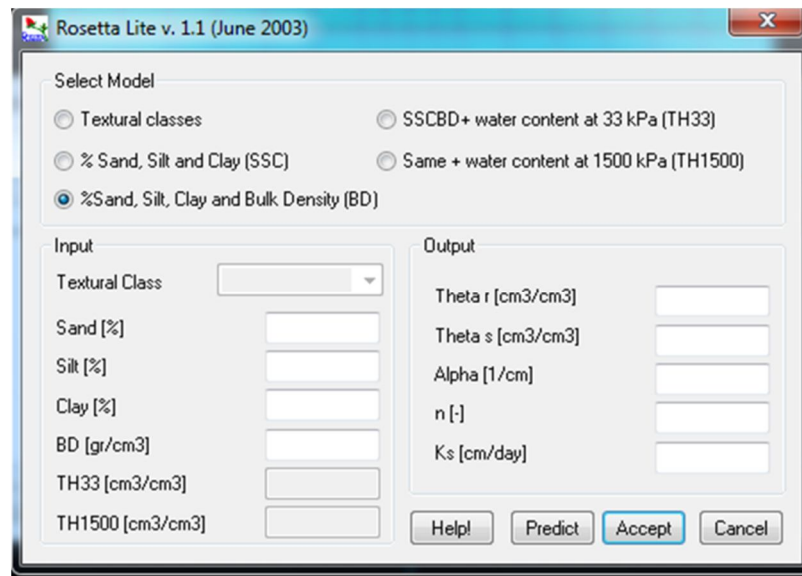 Rosetta Lite v. 1.1 (June 2003)
Select Model
Textural classes
SSCBD+ water content at 33 kPa (TH33)
% Sand, Silt and Clay (SSC)
Same + water content at 1500 kPa (TH1500)
%Sand, Silt, Clay and Bulk Density (BD)
Input
Textural Class
Sand [%]
Silt [%]
Clay [%]
BD [gr/cm3]
TH33 [cm3/cm3]
TH1500 [cm3/cm3]
Output
Theta r [cm3/cm3]
Theta s [cm3/cm3]
Alpha [1/cm]
n [-]
Ks [cm/day]
Help!
Predict
Accept
Cancel